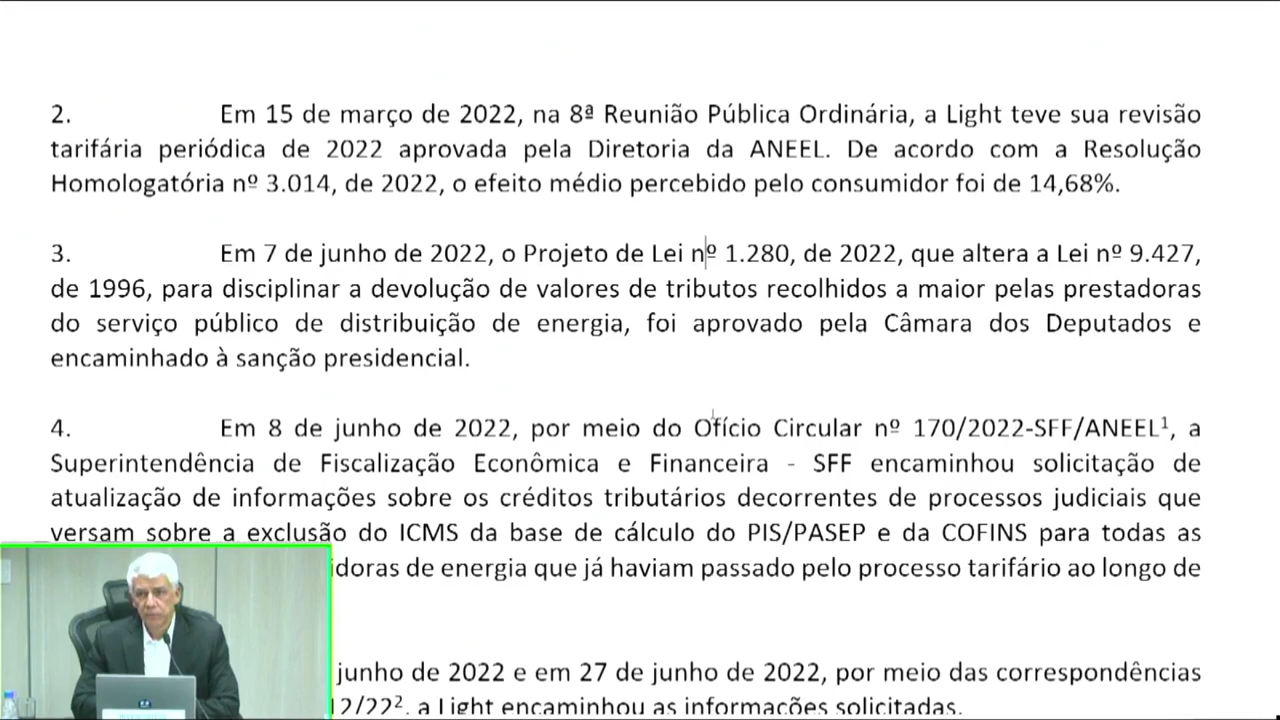 2. Em 15 de março de 2022, na 8ª Reunião Pública Ordinária, a Light teve sua revisão
tarifária periódica de 2022 aprovada pela Diretoria da ANEEL. De acordo com a Resolução
Homologatória nº 3.014, de 2022, o efeito médio percebido pelo consumidor foi de 14,68%.
3. Em 7 de junho de 2022, o Projeto de Lei nº 1.280, de 2022, que altera a Lei nº 9.427,
de 1996, para disciplinar a devolução de valores de tributos recolhidos a maior pelas prestadoras
do serviço público de distribuição de energia, foi aprovado pela Câmara dos Deputados e
encaminhado à sanção presidencial.
4. Em 8 de junho de 2022, por meio do Ofício Circular nº 170/2022-SFF/ANEEL¹, a
Superintendência de Fiscalização Econômica e Financeira - SFF encaminhou solicitação de
atualização de informações sobre os créditos tributários decorrentes de processos judiciais que
versam sobre a exclusão do ICMS da base de cálculo do PIS/PASEP e da COFINS para todas as
idoras de energia que já haviam passado pelo processo tarifário ao longo de
junho de 2022 e em 27 de junho de 2022, por meio das correspondências
12/22², a Light encaminhou as informações solicitadas.